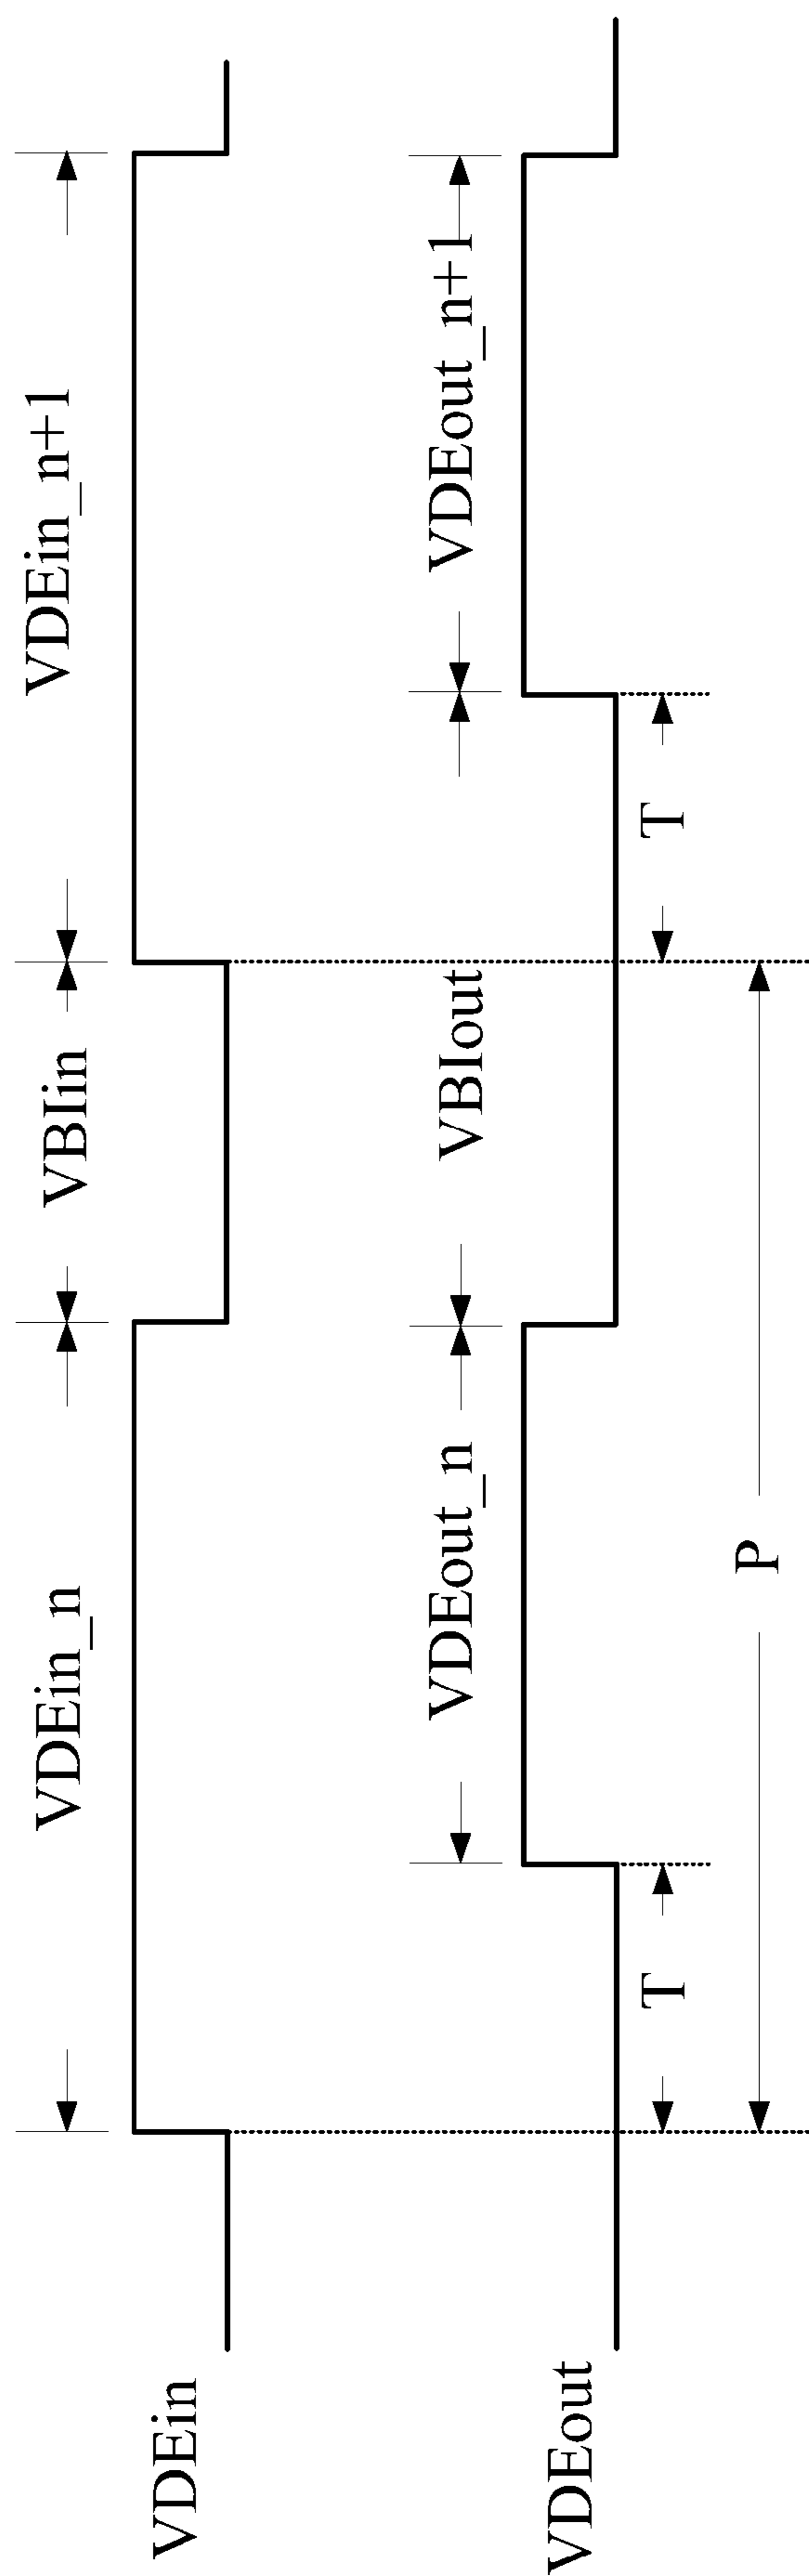 VDEin
VDEin_n
VBIin
VDEin_n+1
VDEout
VDEout_n
VBIout
VDEout_n+1
T
T
P